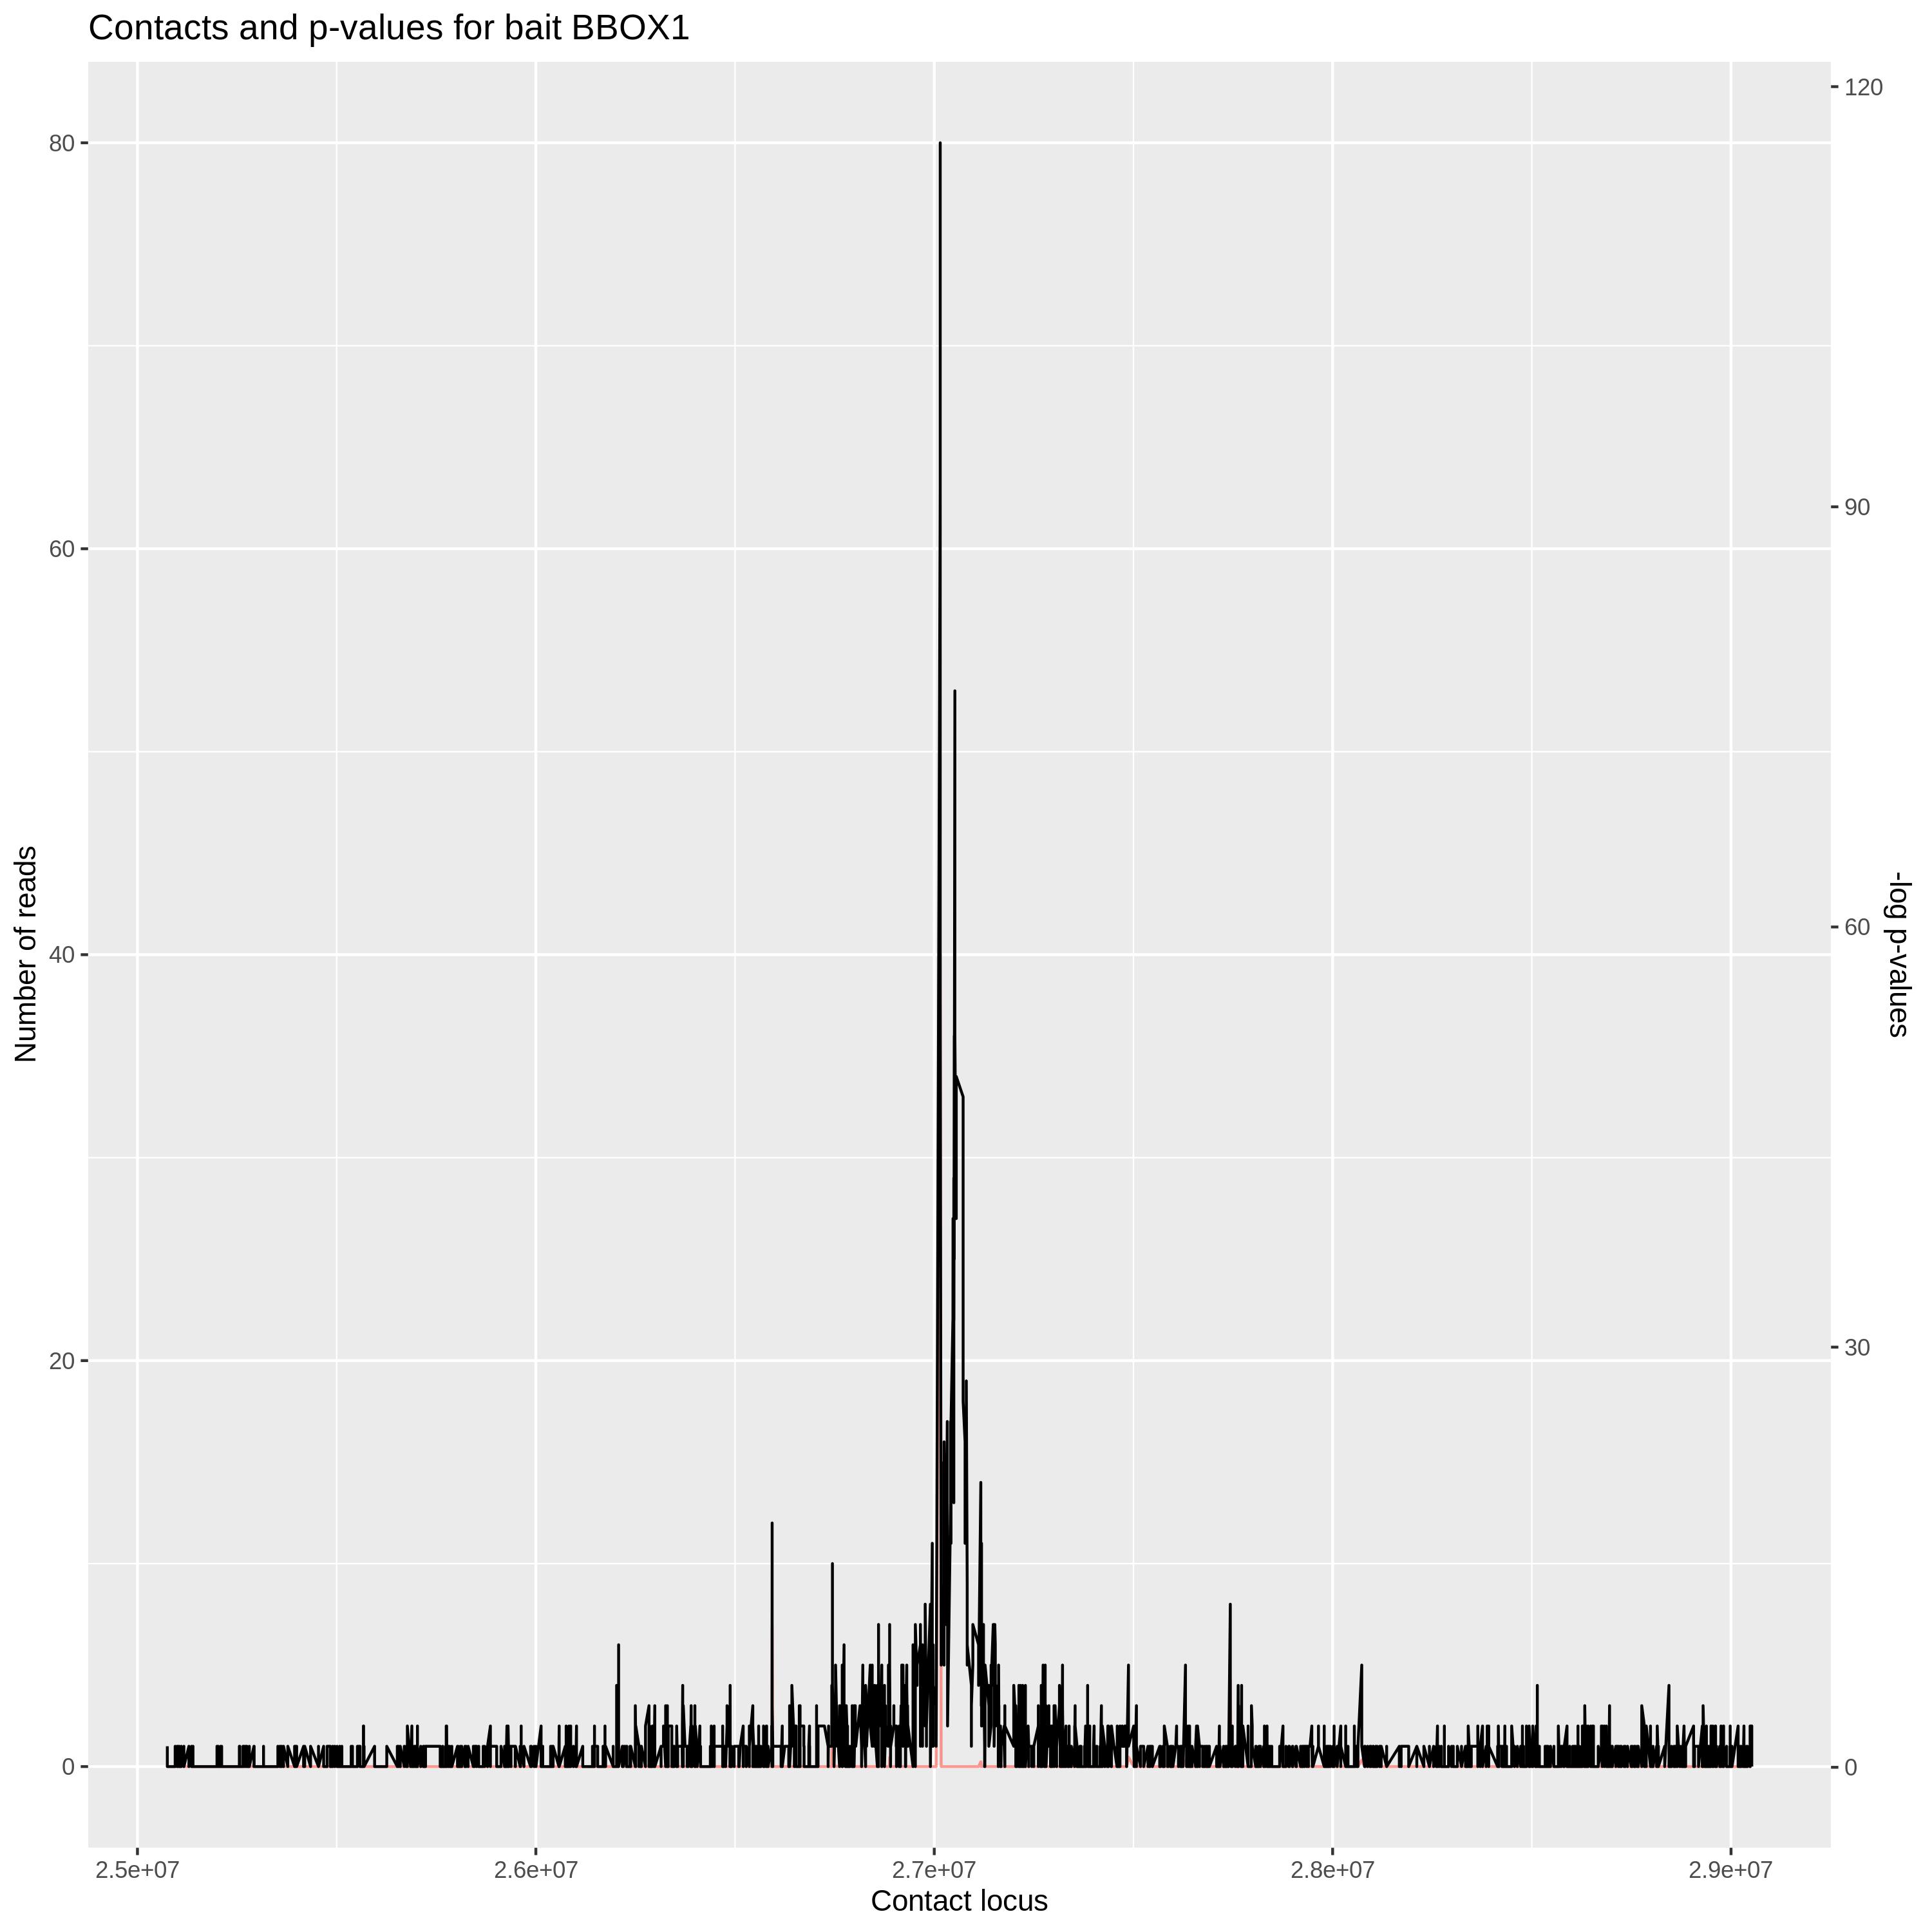 Contacts and p-values for bait BBOX1
120
80
90
60
Number of reads
-log p-values
60
40
30
20
0
0
2.5e+07
2.6e+07
2.7e+07
2.8e+07
2.9e+07
Contact locus